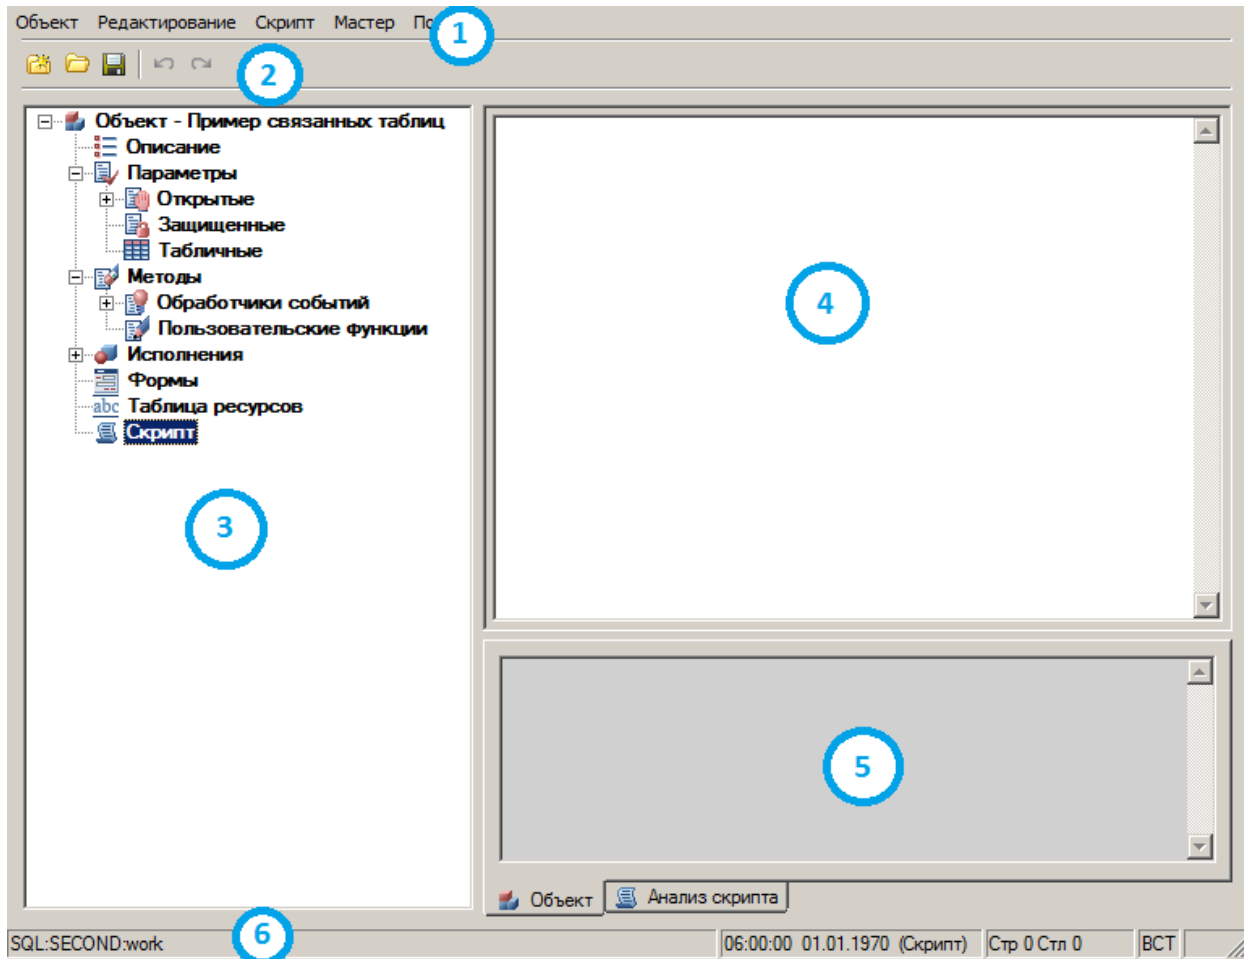 Объект Редактирование Скрипт Мастер
1
2
Объект - Пример связанных таблиц
Описание
Параметры
Открытые
Защищенные
Табличные
Методы
Обработчики событий
Пользовательские функции
Исполнения
Формы
abc Таблица ресурсов
Скрипт
3
4
5
Объект Анализ скрипта
6
SQL:SECOND:work 06:00:00 01.01.1970 (Скрипт) Стр 0 Стл 0 ВСТ